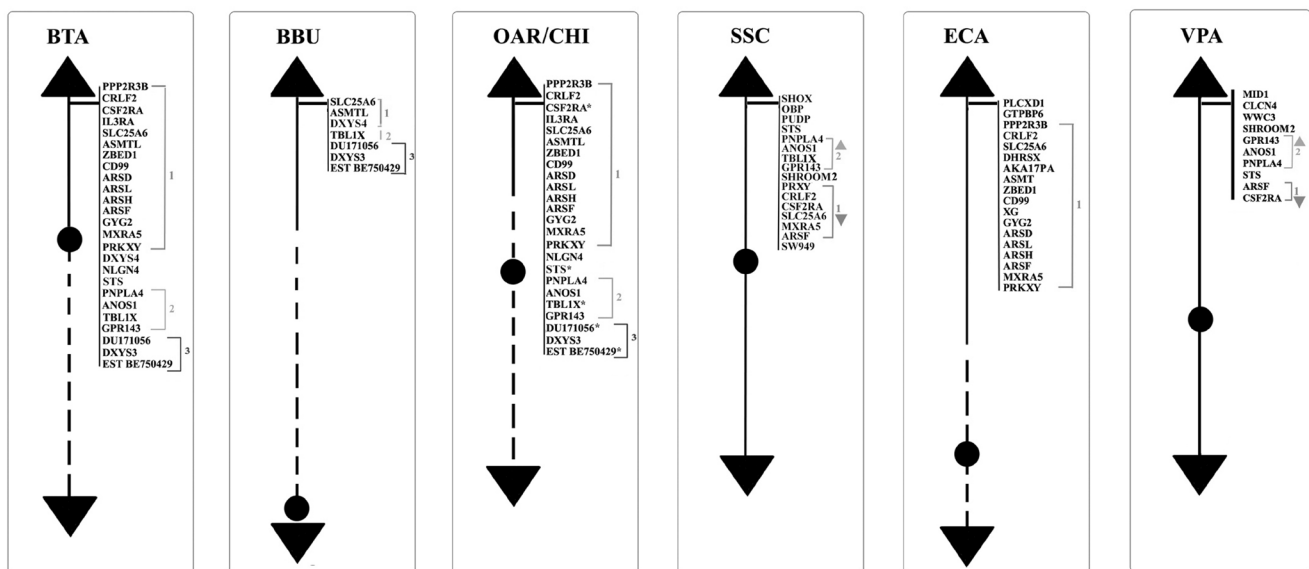 BTA
PPP2R3B
CRLF2
CSF2RA
IL3RA
SLC25A6
ASMTL
ZBED1
CD99
ARSD
ARSL
ARSH
ARSF
GYG2
MXRA5
PRKXY
DXYS4
NLGN4
STS
PNPLA4
ANOS1
TBL1X
GPR143
DU171056
DXYS3
EST BE750429
1
2
3
BBU
SLC25A6
ASMTL
DXYS4
TBL1X
DU171056
DXYS3
EST BE750429
1
2
3
OAR/CHI
PPP2R3B
CRLF2
CSF2RA*
IL3RA
SLC25A6
ASMTL
ZBED1
CD99
ARSD
ARSL
ARSH
ARSF
GYG2
MXRA5
PRKXY
NLGN4
STS*
PNPLA4
ANOS1
TBL1X*
GPR143
DU171056*
DXYS3
EST BE750429*
1
2
3
SSC
SHOX
OBP
PUDP
STS
PNPLA4
ANOS1
TBL1X
GPR143
SHROOM2
PRXY
CRLF2
CSF2RA
SLC25A6
MXRA5
ARSF
SW949
2
1
ECA
PLCXD1
GTPBP6
PPP2R3B
CRLF2
SLC25A6
DHRSX
AKA17PA
ASMT
ZBED1
CD99
XG
GYG2
ARSD
ARSL
ARSH
ARSF
MXRA5
PRKXY
1
VPA
MID1
CLCN4
WWC3
SHROOM2
GPR143
ANOS1
PNPLA4
STS
ARSF
CSF2RA
2
1